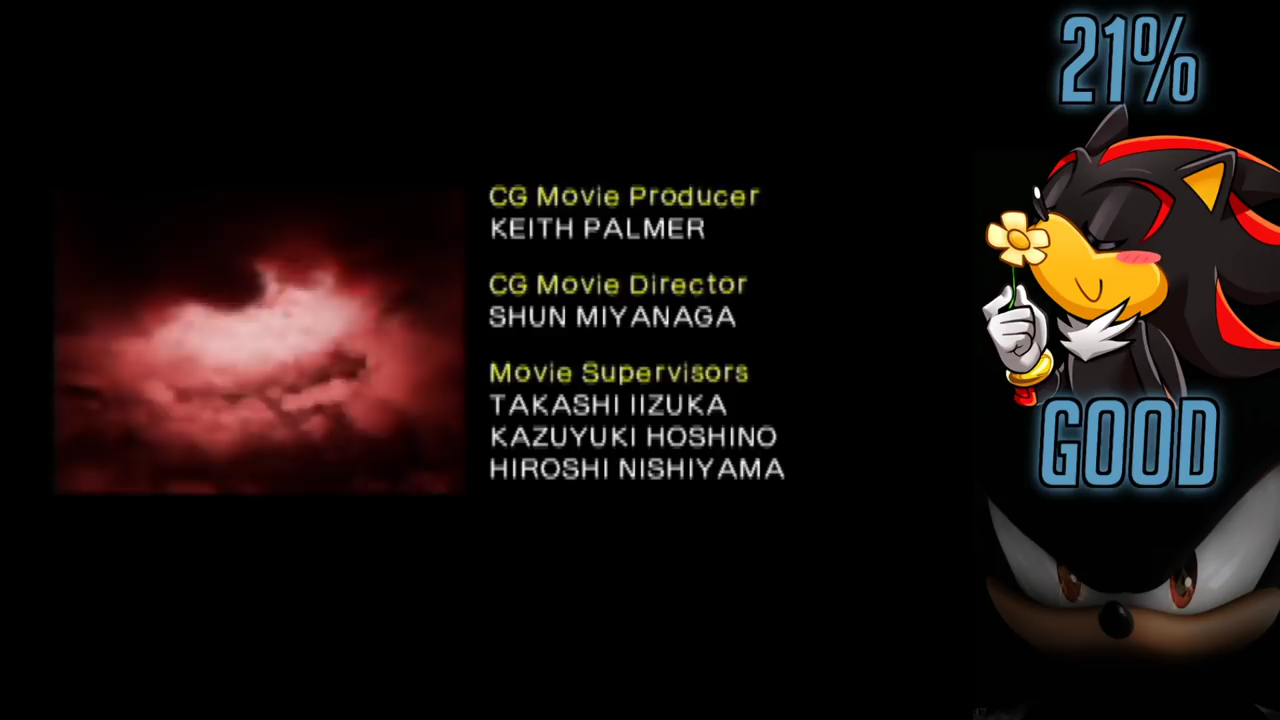 21%
CG Movie Producer
KEITH PALMER
CG Movie Director
SHUN MIYANAGA
Movie Supervisors
TAKASHI IIZUKA
KAZUYUKI HOSHINO
HIROSHI NISHIYAMA
GOOD